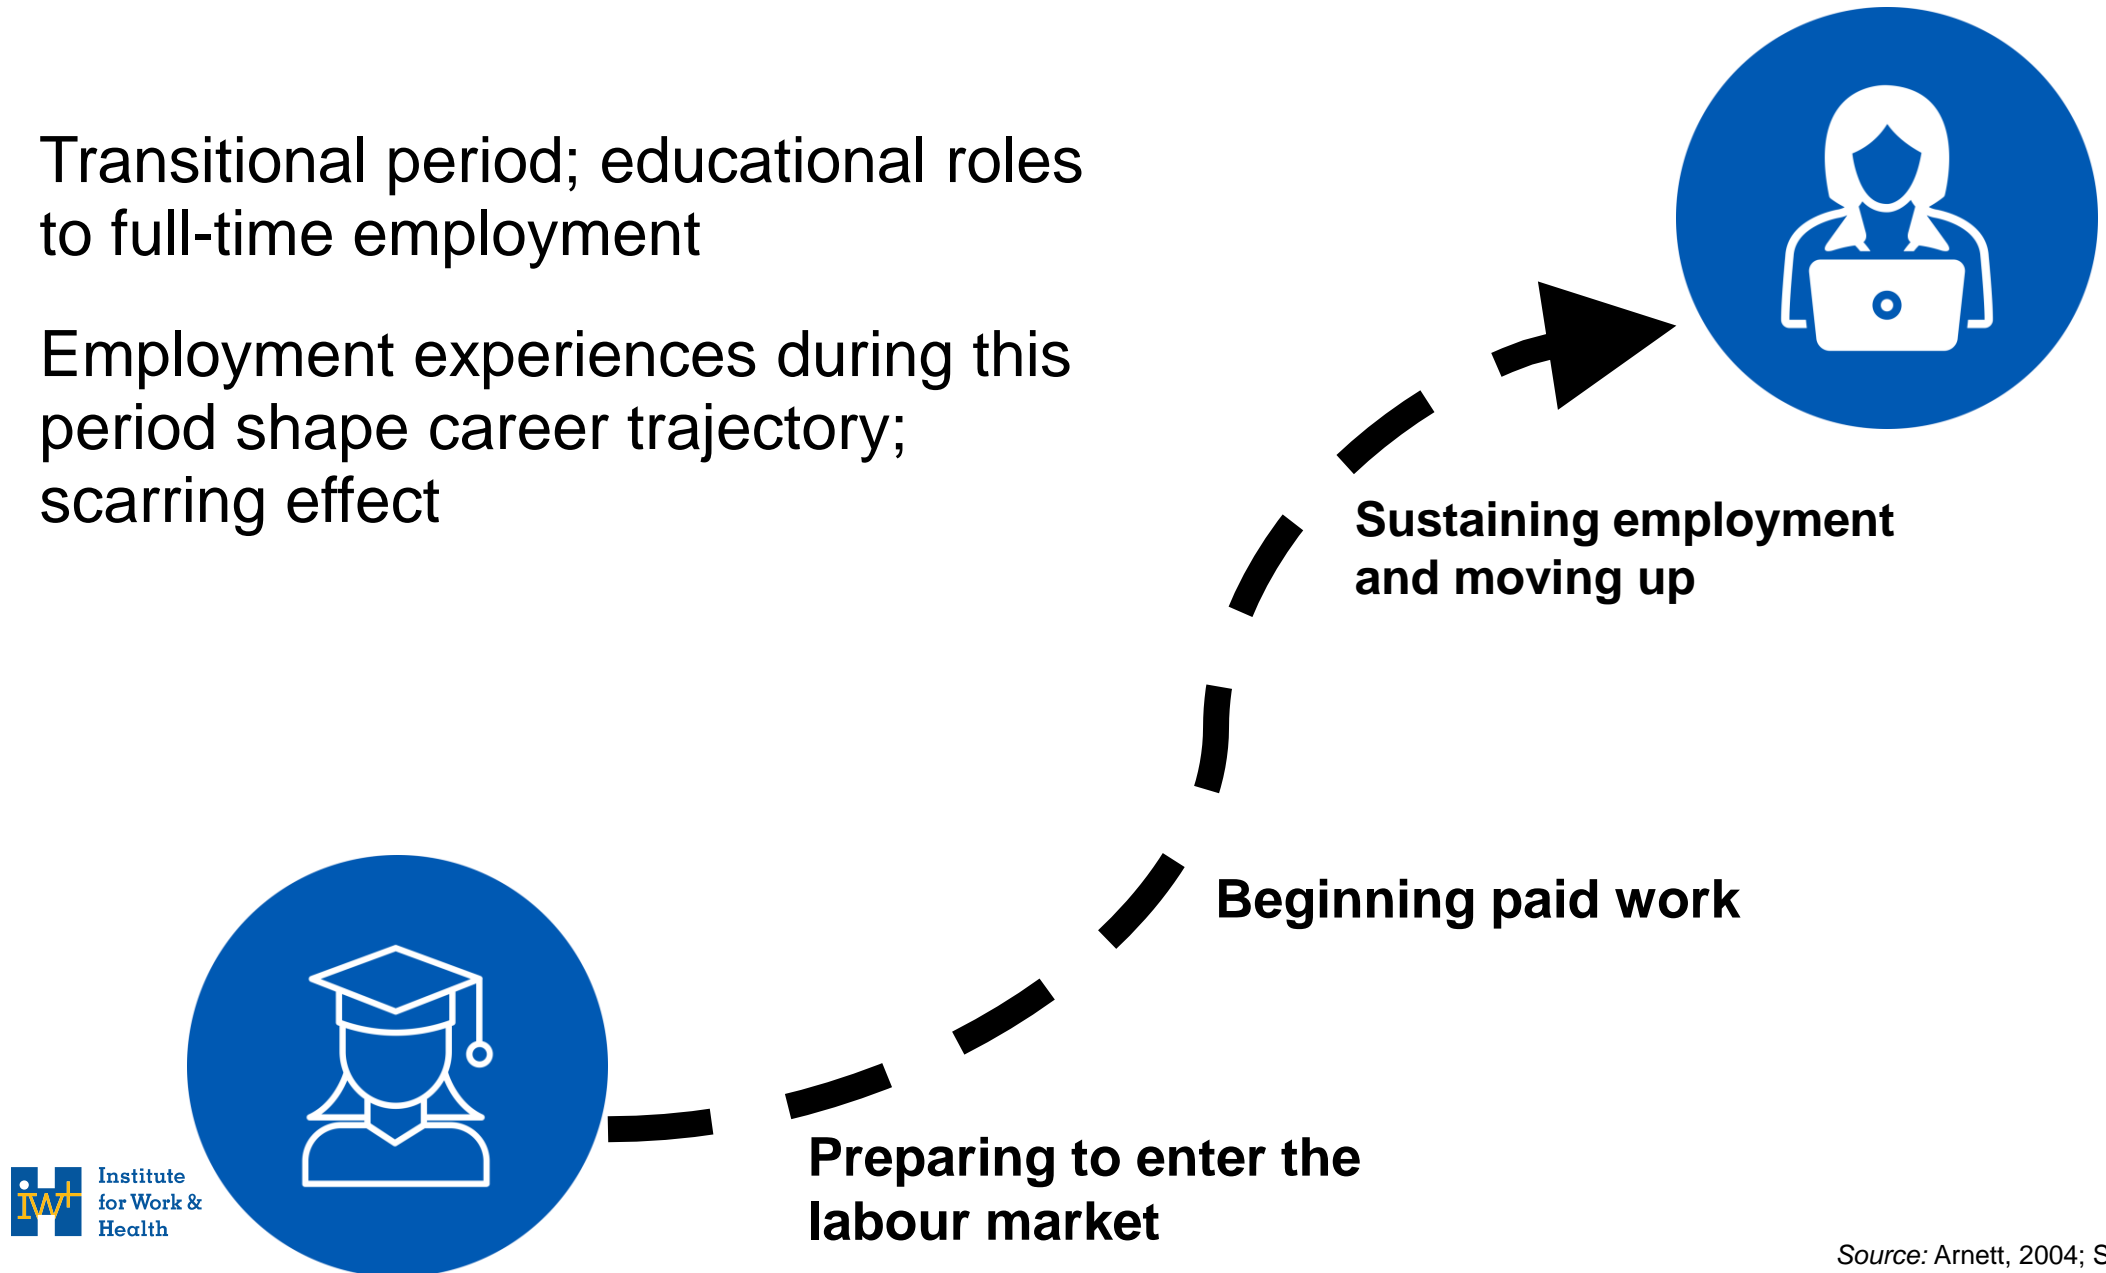 Transitional period; educational roles
to full-time employment
Employment experiences during this
period shape career trajectory;
scarring effect
Sustaining employment
and moving up
Beginning paid work
Preparing to enter the
labour market
iw+
Institute
for Work &
Health
Source: Arnett, 2004; S